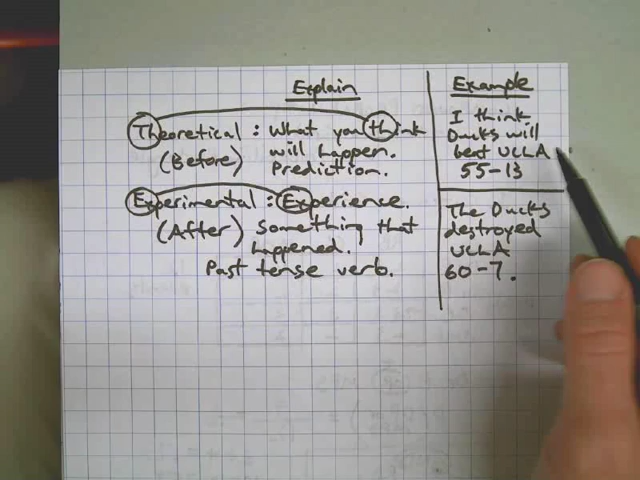 Explain
Theoretical : What you think
(Before) will happen.
Prediction.
Experimental : Experience.
(After) Something that
happened.
Past tense verb.
Example
I think
Ducks will
beat UCLA
55-13
The Ducks
destroyed
UCLA
60-7.